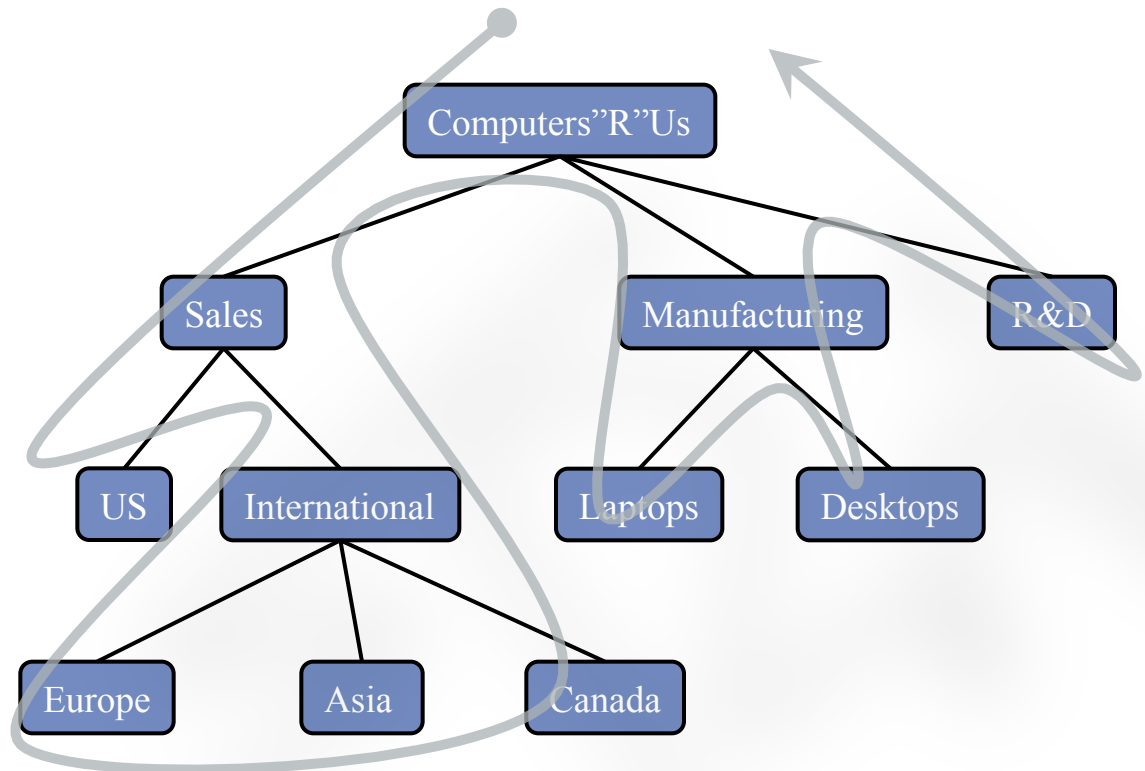 Computers”R”Us
Sales
Manufacturing
R&D
US
International
Laptops
Desktops
Europe
Asia
Canada